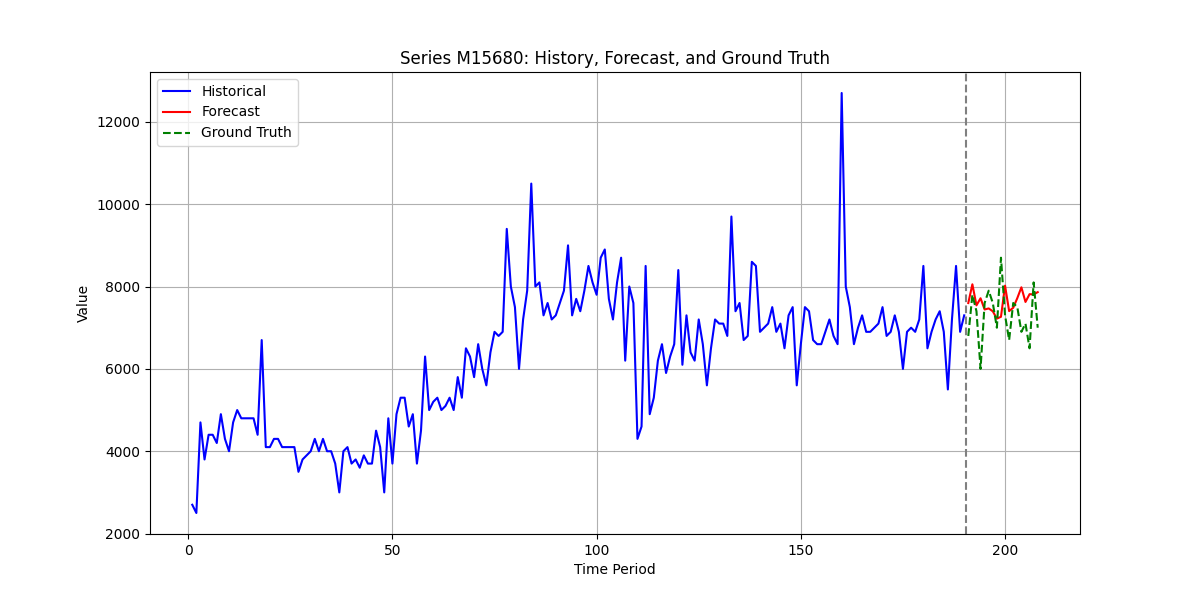 Series M15680: History, Forecast, and Ground Truth
Historical
Forecast
Ground Truth
12000
10000
8000
6000
4000
2000
Value
0 50 100 150 200
Time Period